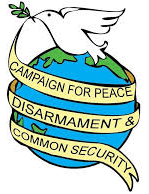 CAMPAIGN FOR PEACE
DISARMAMENT &
COMMON SECURITY